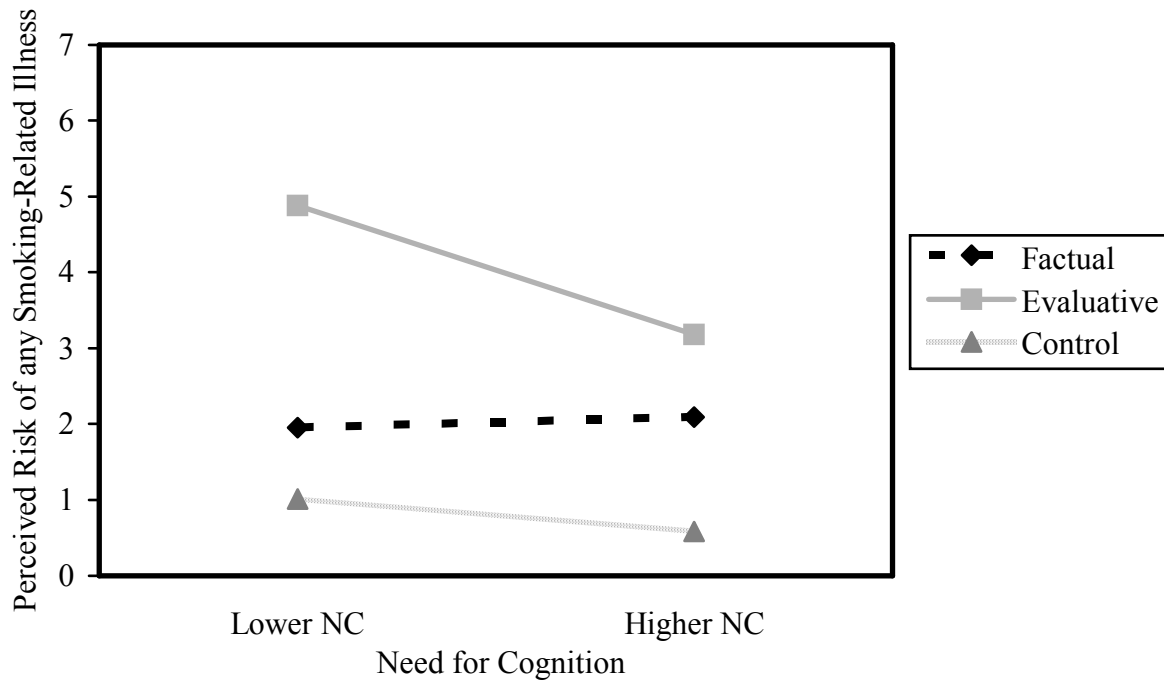 Perceived Risk of any Smoking-Related Illness
7
6
5
4
3
2
1
0
Lower NC
Higher NC
Need for Cognition
Factual
Evaluative
Control